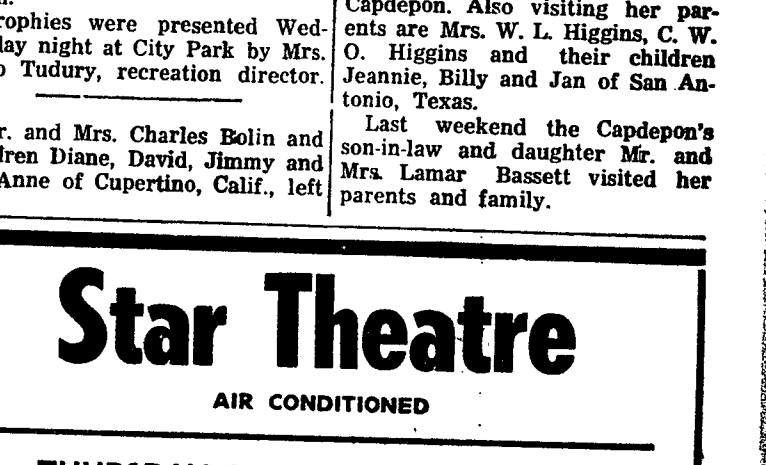 rophies were presented Wed-
lay night at City Park by Mrs.
Tudury, recreation director.
r. and Mrs. Charles Bolin and
dren Diane, David, Jimmy and
Anne of Cupertino, Calif., left
Capdepon. Also visiting her par-
ents are Mrs. W. L. Higgins, C. W.
O. Higgins and their children
Jeannie, Billy and Jan of San An-
tonio, Texas.
Last weekend the Capdepon's
son-in-law and daughter Mr. and
Mrs. Lamar Bassett visited her
parents and family.
Star Theatre
AIR CONDITIONED